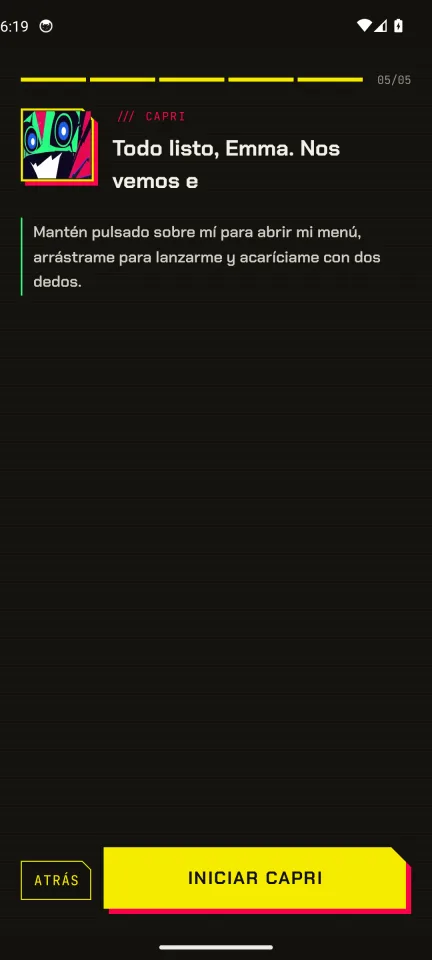 6:19
05/05
/// CAPRI
Todo listo, Emma. Nos
vemos e
Mantén pulsado sobre mí para abrir mi menú,
arrástrame para lanzarme y acaríciame con dos
dedos.
ATRÁS
INICIAR CAPRI